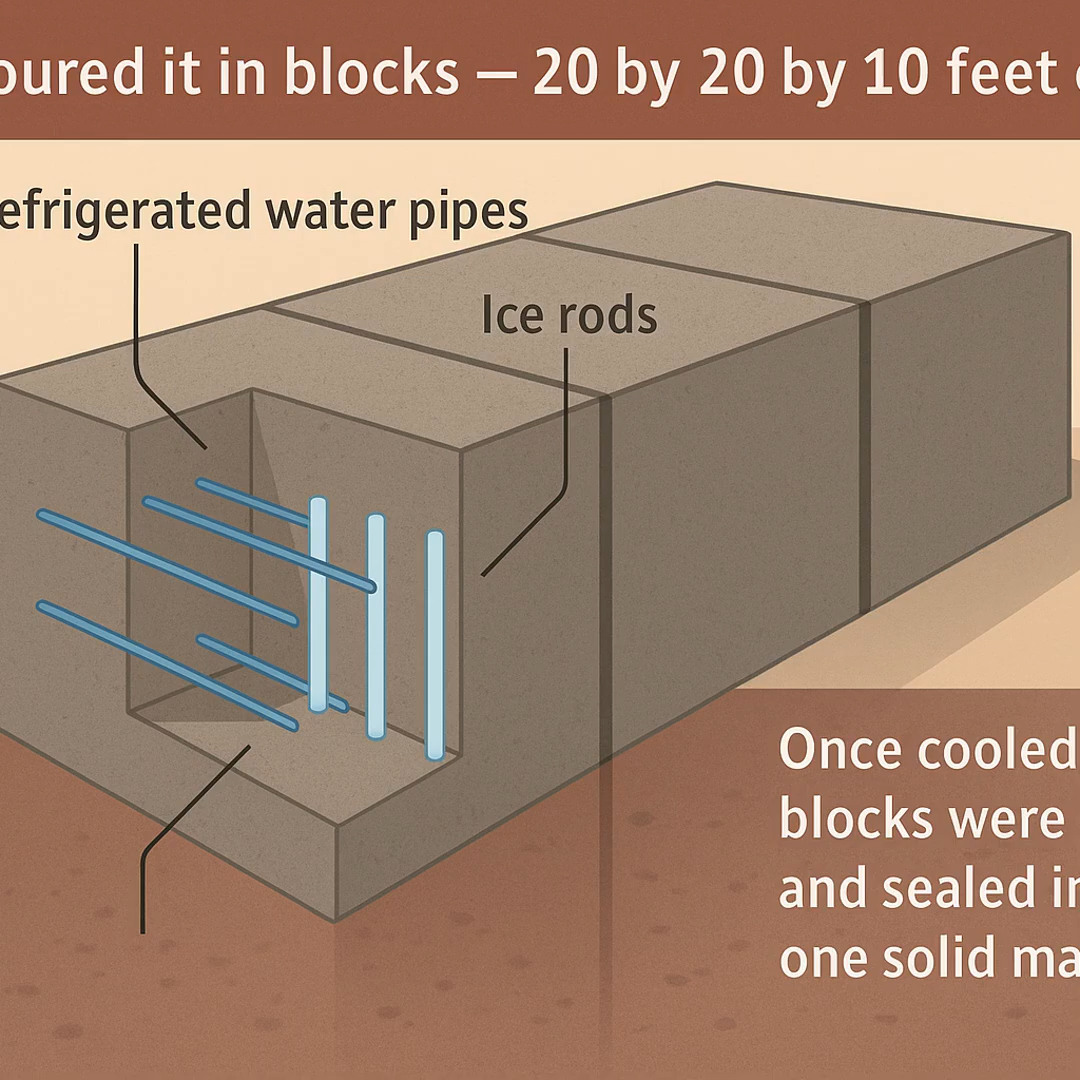 oured it in blocks — 20 by 20 by 10 feet
efrigerated water pipes
Ice rods
Once cooled
blocks were
and sealed in
one solid ma